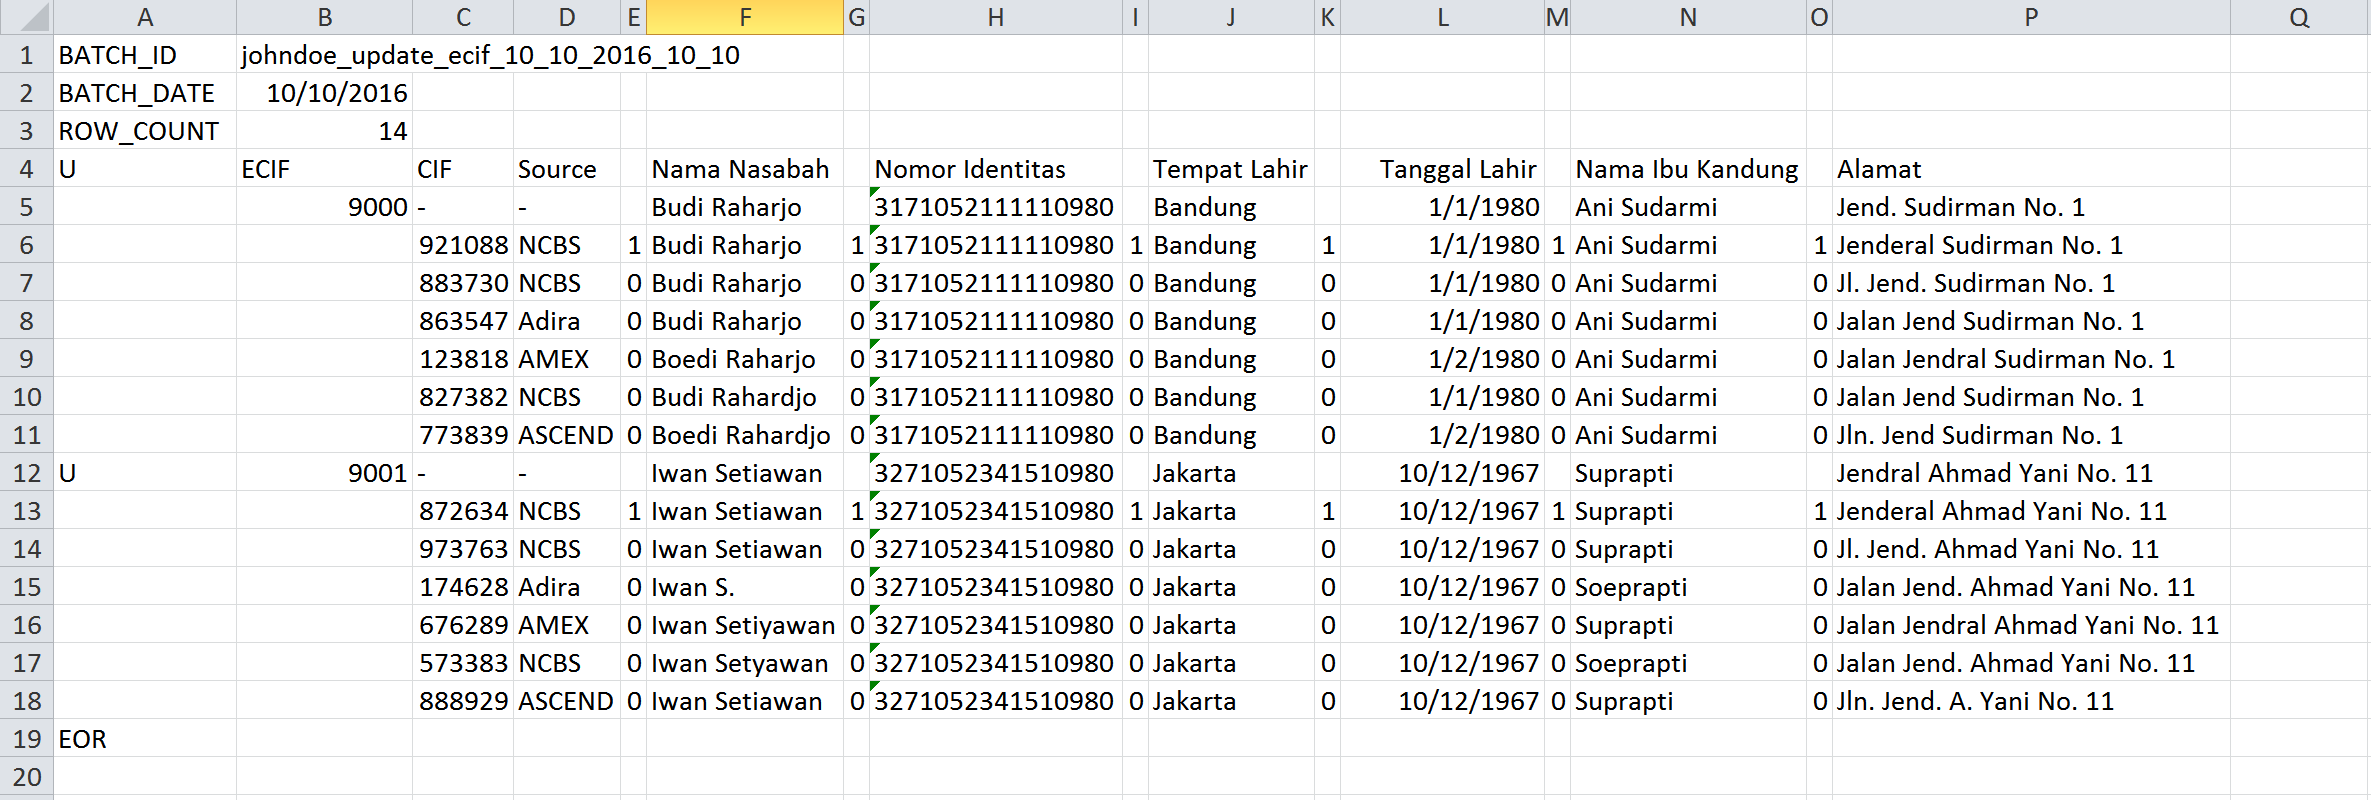 A B C D E F G H I J K L M N O P Q
1 BATCH_ID johndoe_update_ecif_10_10_2016_10_10
2 BATCH_DATE 10/10/2016
3 ROW_COUNT 14
4 U ECIF CIF Source Nama Nasabah Nomor Identitas Tempat Lahir Tanggal Lahir Nama Ibu Kandung Alamat
5 9000 - - Budi Raharjo 3171052111110980 Bandung 1/1/1980 Ani Sudarmi Jend. Sudirman No. 1
6 921088 NCBS 1 Budi Raharjo 1 3171052111110980 1 Bandung 1 1/1/1980 1 Ani Sudarmi 1 Jenderal Sudirman No. 1
7 883730 NCBS 0 Budi Raharjo 0 3171052111110980 0 Bandung 0 1/1/1980 0 Ani Sudarmi 0 Jl. Jend. Sudirman No. 1
8 863547 Adira 0 Budi Raharjo 0 3171052111110980 0 Bandung 0 1/1/1980 0 Ani Sudarmi 0 Jalan Jend Sudirman No. 1
9 123818 AMEX 0 Boedi Raharjo 0 3171052111110980 0 Bandung 0 1/2/1980 0 Ani Sudarmi 0 Jalan Jendral Sudirman No. 1
10 827382 NCBS 0 Budi Rahardjo 0 3171052111110980 0 Bandung 0 1/1/1980 0 Ani Sudarmi 0 Jalan Jend Sudirman No. 1
11 773839 ASCEND 0 Boedi Rahardjo 0 3171052111110980 0 Bandung 0 1/2/1980 0 Ani Sudarmi 0 Jln. Jend Sudirman No. 1
12 U 9001 - - Iwan Setiawan 3271052341510980 Jakarta 10/12/1967 Suprapti Jendral Ahmad Yani No. 11
13 872634 NCBS 1 Iwan Setiawan 1 3271052341510980 1 Jakarta 1 10/12/1967 1 Suprapti 1 Jenderal Ahmad Yani No. 11
14 973763 NCBS 0 Iwan Setiawan 0 3271052341510980 0 Jakarta 0 10/12/1967 0 Suprapti 0 Jl. Jend. Ahmad Yani No. 11
15 174628 Adira 0 Iwan S. 0 3271052341510980 0 Jakarta 0 10/12/1967 0 Soeprapti 0 Jalan Jend. Ahmad Yani No. 11
16 676289 AMEX 0 Iwan Setiyawan 0 3271052341510980 0 Jakarta 0 10/12/1967 0 Suprapti 0 Jalan Jendral Ahmad Yani No. 11
17 573383 NCBS 0 Iwan Setyawan 0 3271052341510980 0 Jakarta 0 10/12/1967 0 Soeprapti 0 Jalan Jend. Ahmad Yani No. 11
18 888929 ASCEND 0 Iwan Setiawan 0 3271052341510980 0 Jakarta 0 10/12/1967 0 Suprapti 0 Jln. Jend. A. Yani No. 11
19 EOR
20